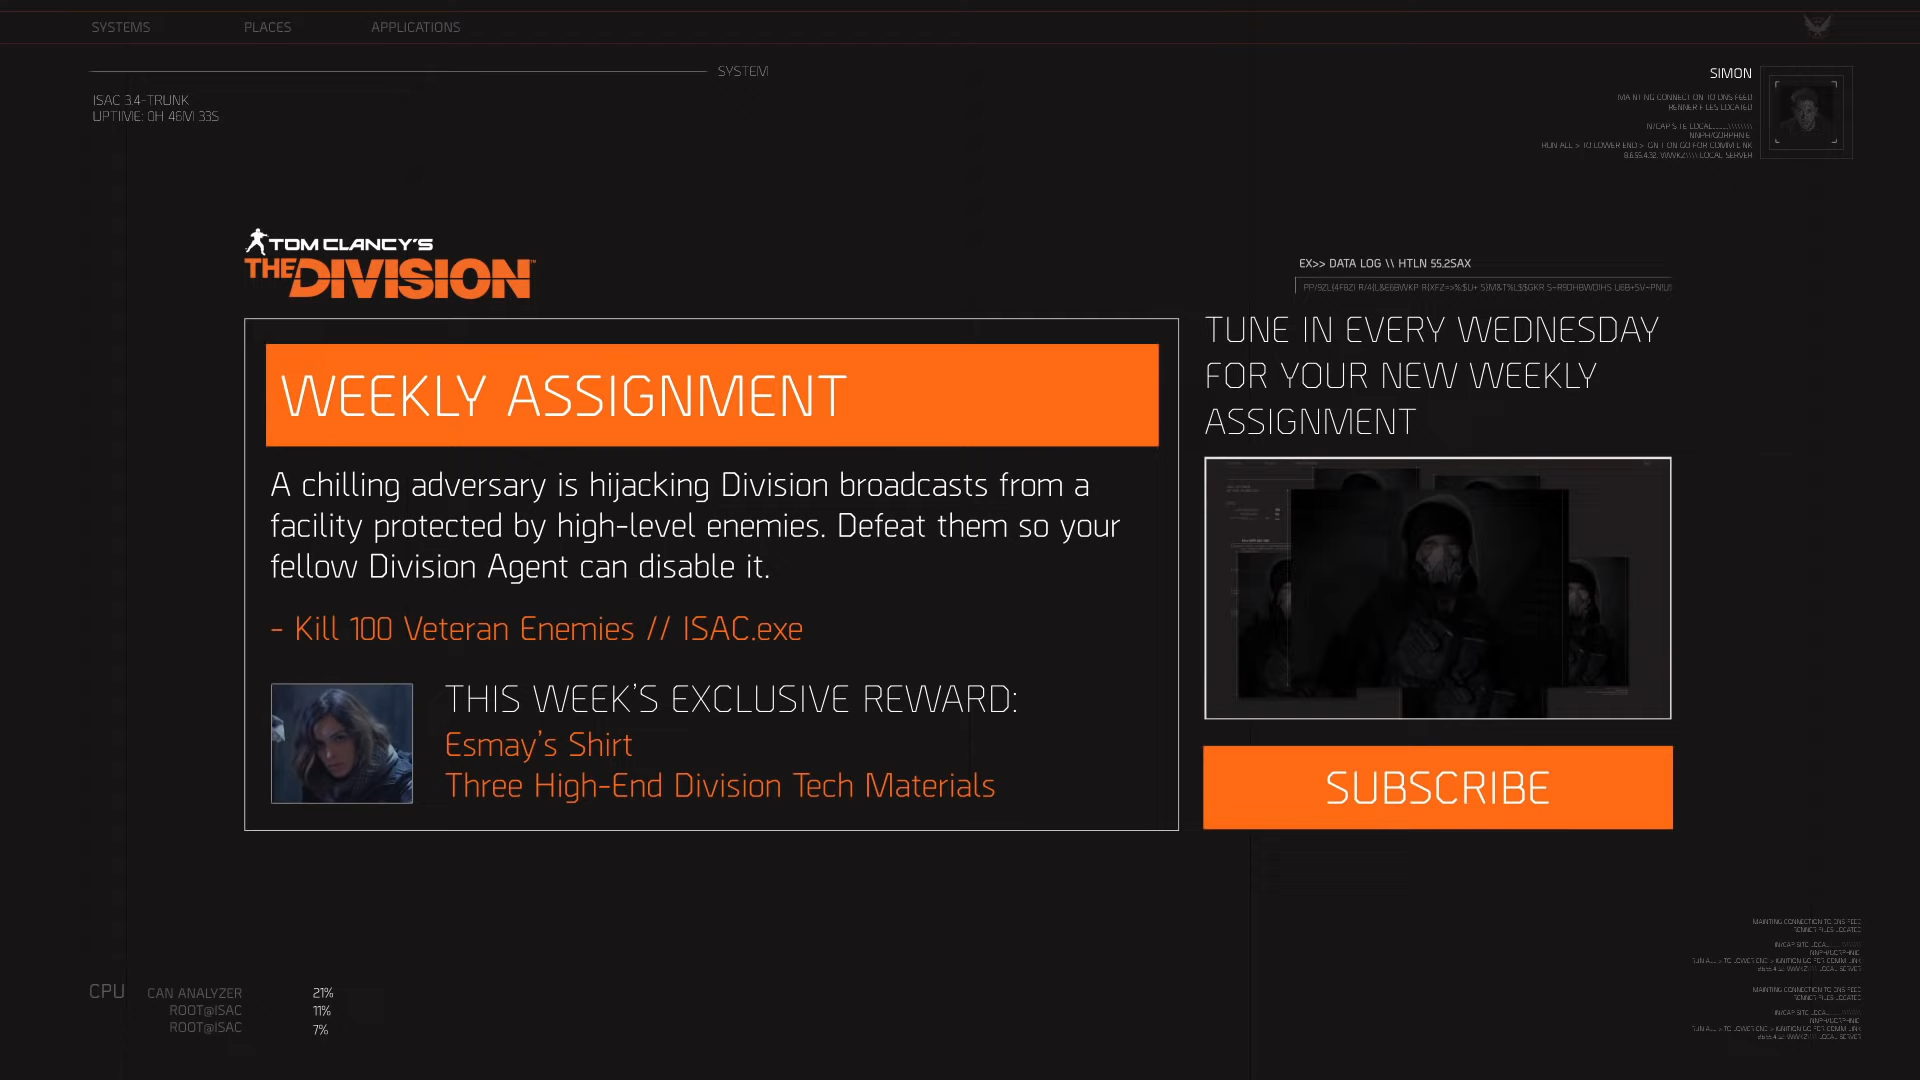 SYSTEMS
PLACES
APPLICATIONS
SYSTEM
ISAC 3.4-TRUNK
UPTIME: 0H 46M 33S
SIMON
RENNER FILES LOCATED
TOM CLANCY'S
THE DIVISION™
EX>> DATA LOG \\ HTLN 55.2SAX
WEEKLY ASSIGNMENT
A chilling adversary is hijacking Division broadcasts from a
facility protected by high-level enemies. Defeat them so your
fellow Division Agent can disable it.
- Kill 100 Veteran Enemies // ISAC.exe
THIS WEEK'S EXCLUSIVE REWARD:
Esmay's Shirt
Three High-End Division Tech Materials
TUNE IN EVERY WEDNESDAY
FOR YOUR NEW WEEKLY
ASSIGNMENT
SUBSCRIBE
CPU
CAN ANALYZER 21%
ROOT@ISAC 11%
ROOT@ISAC 7%